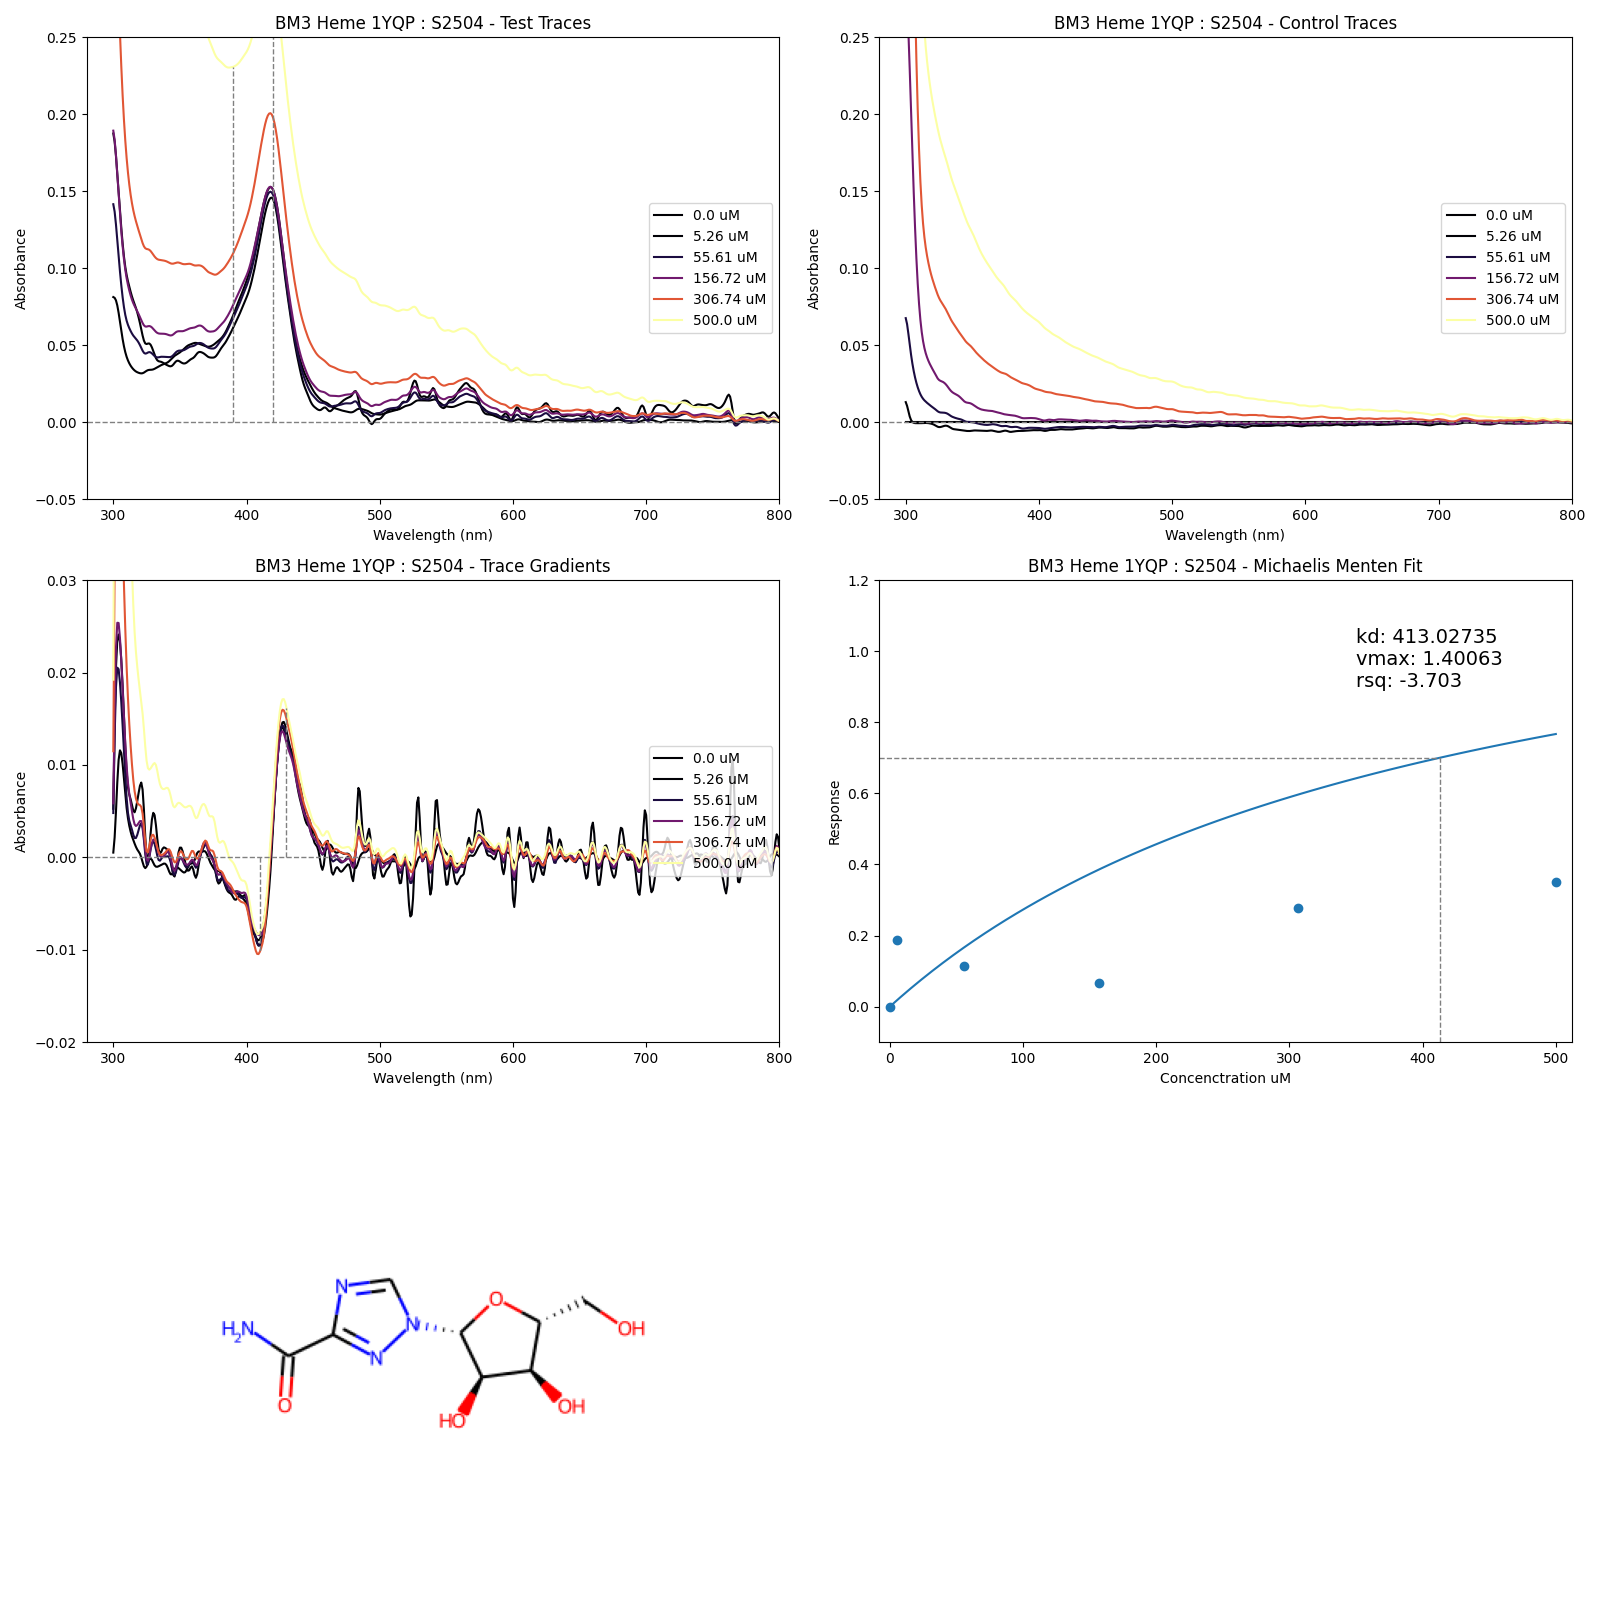 BM3 Heme 1YQP : S2504 - Test Traces
0.25
0.20
0.15
0.10
0.05
0.00
−0.05
Absorbance
300 400 500 600 700 800
Wavelength (nm)
0.0 uM
5.26 uM
55.61 uM
156.72 uM
306.74 uM
500.0 uM
BM3 Heme 1YQP : S2504 - Control Traces
0.25
0.20
0.15
0.10
0.05
0.00
−0.05
Absorbance
300 400 500 600 700 800
Wavelength (nm)
0.0 uM
5.26 uM
55.61 uM
156.72 uM
306.74 uM
500.0 uM
BM3 Heme 1YQP : S2504 - Trace Gradients
0.03
0.02
0.01
0.00
−0.01
−0.02
Absorbance
300 400 500 600 700 800
Wavelength (nm)
0.0 uM
5.26 uM
55.61 uM
156.72 uM
306.74 uM
500.0 uM
BM3 Heme 1YQP : S2504 - Michaelis Menten Fit
1.2
1.0
0.8
0.6
0.4
0.2
0.0
Response
kd: 413.02735
vmax: 1.40063
rsq: -3.703
0 100 200 300 400 500
Concenctration uM
N
O
H2N
N
N
OH
O
HO
OH